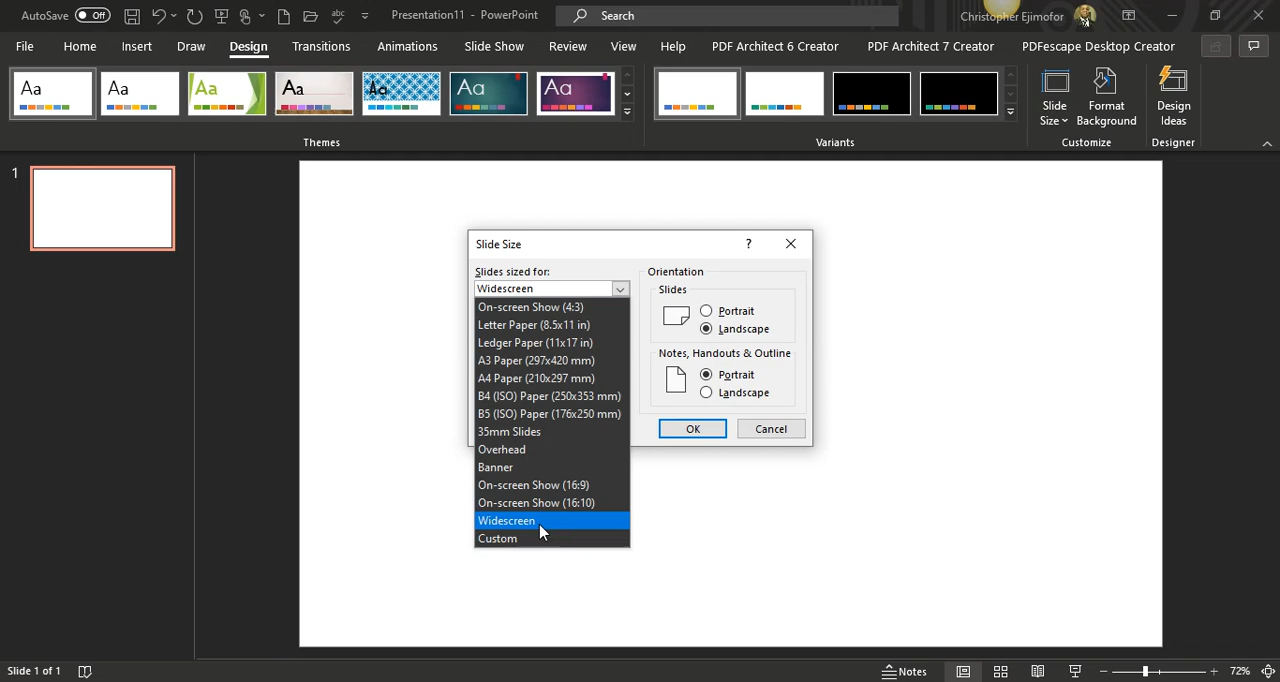 AutoSave Off Presentation11 - PowerPoint Search Christopher Ejimofor
File Home Insert Draw Design Transitions Animations Slide Show Review View Help PDF Architect 6 Creator PDF Architect 7 Creator PDFescape Desktop Creator
abc
Aa Aa Aa Aa Aa Aa Aa
Slide Size Format Background Design Ideas
Themes Variants Customize Designer
1
Slide Size ?
Slides sized for:
Widescreen
On-screen Show (4:3)
Letter Paper (8.5x11 in)
Ledger Paper (11x17 in)
A3 Paper (297x420 mm)
A4 Paper (210x297 mm)
B4 (ISO) Paper (250x353 mm)
B5 (ISO) Paper (176x250 mm)
35mm Slides
Overhead
Banner
On-screen Show (16:9)
On-screen Show (16:10)
Widescreen
Custom
Orientation
Slides
Portrait
Landscape
Notes, Handouts & Outline
Portrait
Landscape
OK Cancel
Slide 1 of 1 Notes 72%